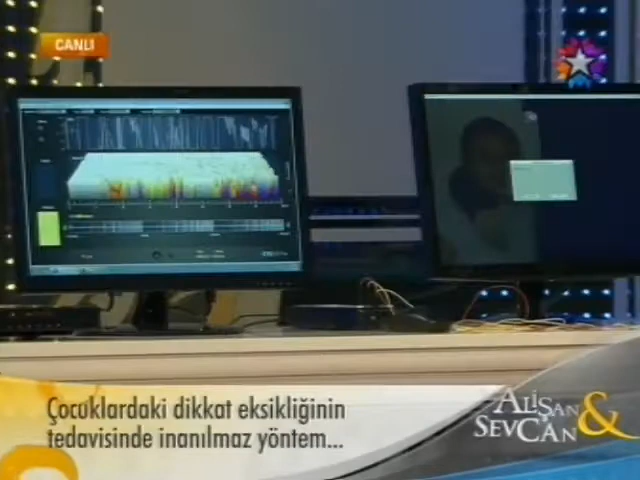 CANLI
Çocuklardaki dikkat eksikliğinin
tedavisinde inanılmaz yöntem...
ALİŞAN &
SEVCAN